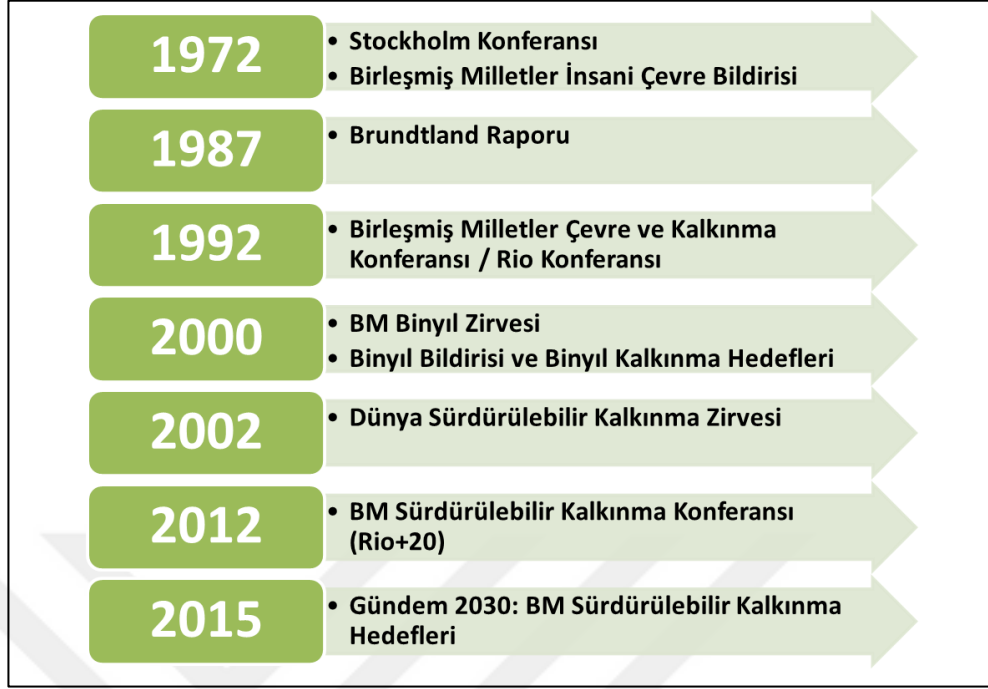 1972
• Stockholm Konferansı
• Birleşmiş Milletler İnsani Çevre Bildirisi
1987
• Brundtland Raporu
1992
• Birleşmiş Milletler Çevre ve Kalkınma
Konferansı / Rio Konferansı
2000
• BM Binyıl Zirvesi
• Binyıl Bildirisi ve Binyıl Kalkınma Hedefleri
2002
• Dünya Sürdürülebilir Kalkınma Zirvesi
2012
• BM Sürdürülebilir Kalkınma Konferansı
(Rio+20)
2015
• Gündem 2030: BM Sürdürülebilir Kalkınma
Hedefleri